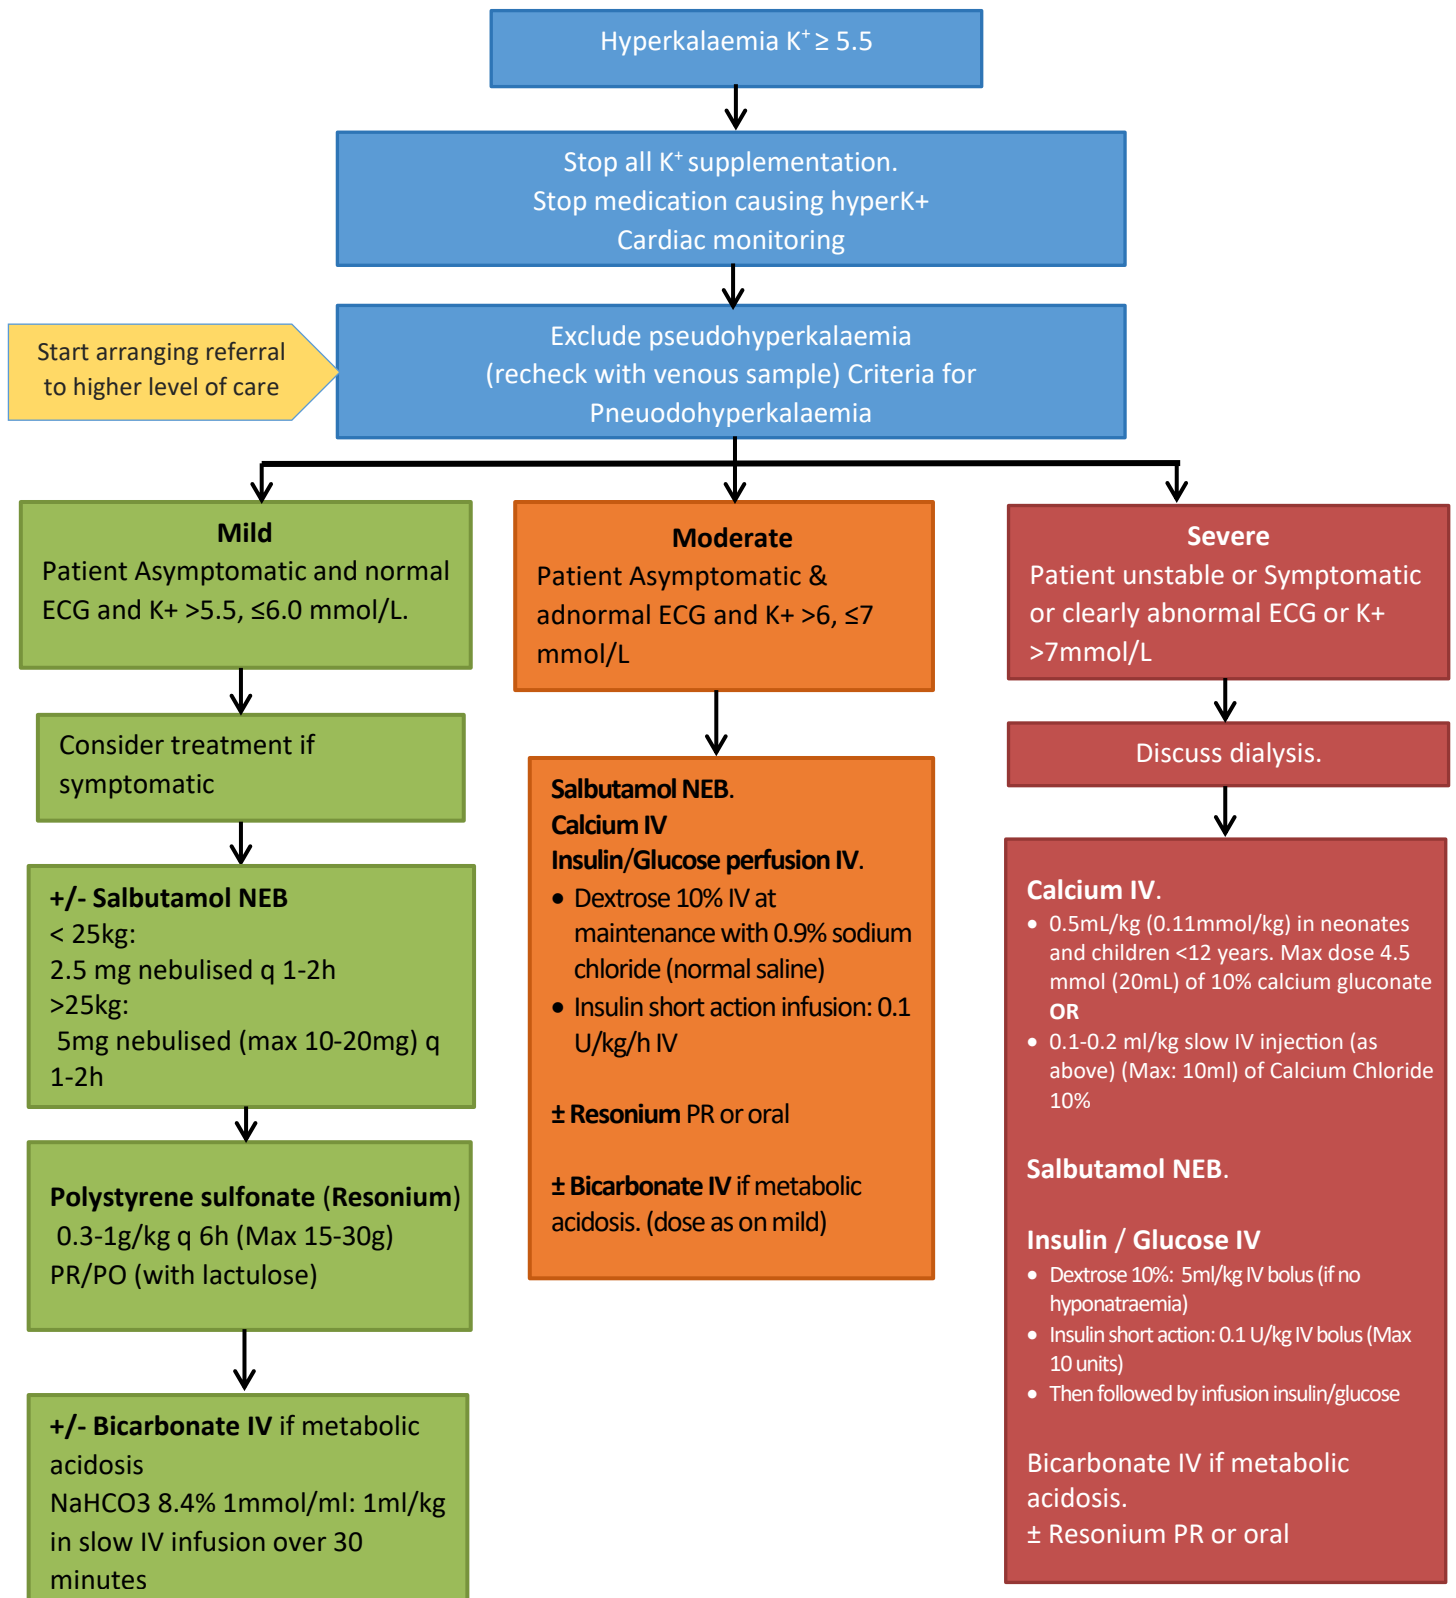 Hyperkalaemia K⁺ ≥ 5.5
Stop all K⁺ supplementation.
Stop medication causing hyperK+
Cardiac monitoring
Start arranging referral
to higher level of care
Exclude pseudohyperkalaemia
(recheck with venous sample) Criteria for
Pneuodohyperkalaemia
Mild
Patient Asymptomatic and normal
ECG and K+ >5.5, ≤6.0 mmol/L.
Consider treatment if
symptomatic
+/- Salbutamol NEB
< 25kg:
2.5 mg nebulised q 1-2h
>25kg:
5mg nebulised (max 10-20mg) q
1-2h
Polystyrene sulfonate (Resonium)
0.3-1g/kg q 6h (Max 15-30g)
PR/PO (with lactulose)
+/- Bicarbonate IV if metabolic
acidosis
NaHCO3 8.4% 1mmol/ml: 1ml/kg
in slow IV infusion over 30
minutes
Moderate
Patient Asymptomatic &
adnormal ECG and K+ >6, ≤7
mmol/L
Salbutamol NEB.
Calcium IV
Insulin/Glucose perfusion IV.
• Dextrose 10% IV at
maintenance with 0.9% sodium
chloride (normal saline)
• Insulin short action infusion: 0.1
U/kg/h IV
± Resonium PR or oral
± Bicarbonate IV if metabolic
acidosis. (dose as on mild)
Severe
Patient unstable or Symptomatic
or clearly abnormal ECG or K+
>7mmol/L
Discuss dialysis.
Calcium IV.
• 0.5mL/kg (0.11mmol/kg) in neonates
and children <12 years. Max dose 4.5
mmol (20mL) of 10% calcium gluconate
OR
• 0.1-0.2 ml/kg slow IV injection (as
above) (Max: 10ml) of Calcium Chloride
10%
Salbutamol NEB.
Insulin / Glucose IV
• Dextrose 10%: 5ml/kg IV bolus (if no
hyponatraemia)
• Insulin short action: 0.1 U/kg IV bolus (Max
10 units)
• Then followed by infusion insulin/glucose
Bicarbonate IV if metabolic
acidosis.
± Resonium PR or oral